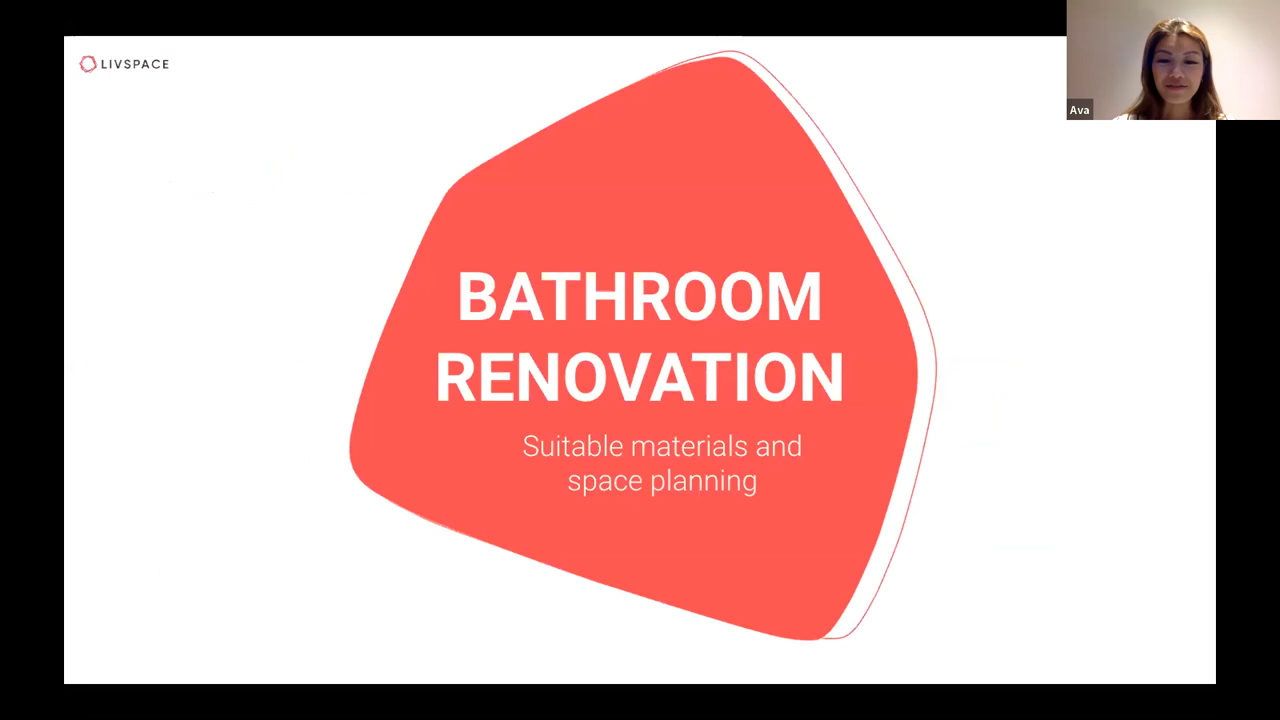 LIVSPACE
Ava
BATHROOM
RENOVATION
Suitable materials and
space planning